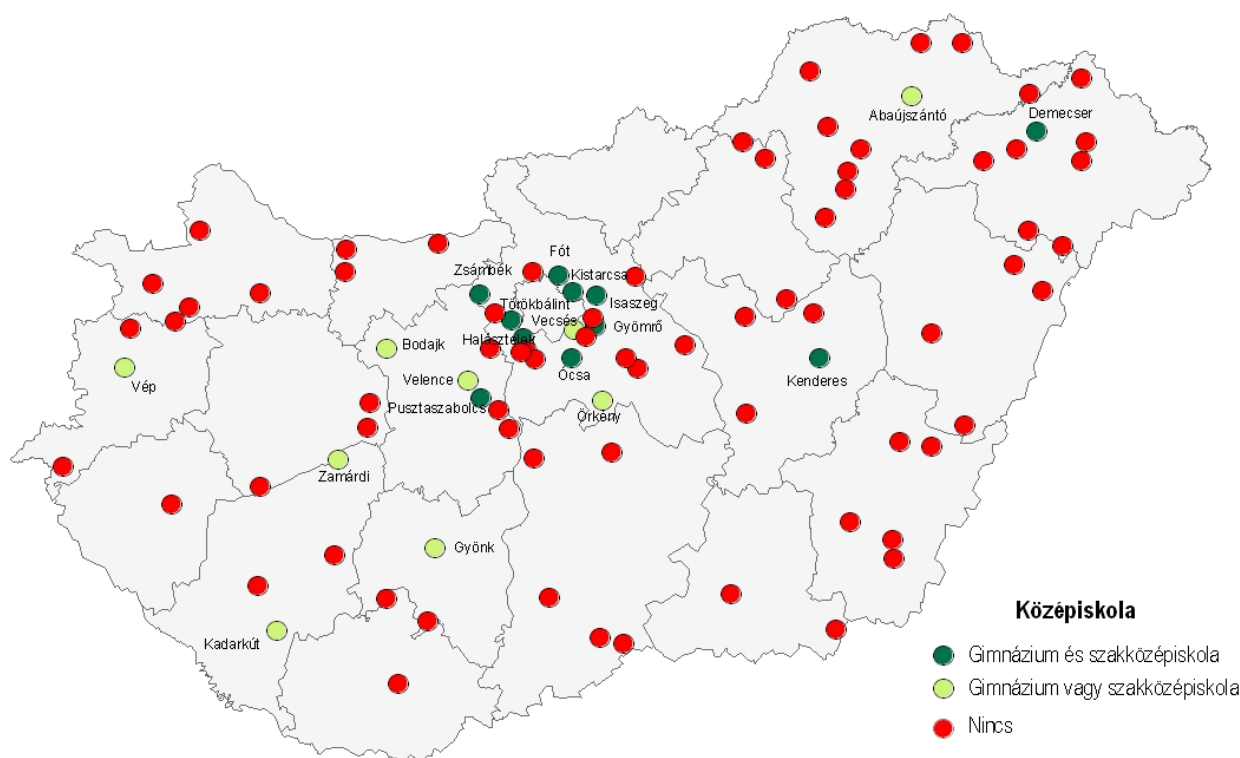 Abaújszántó
Demecser
Fót
Zsámbék
Kistarcsa
Isaszeg
Törökbálint
Vecsés
Gyömrő
Halásztelek
Bodajk
Ócsa
Kenderes
Vép
Velence
Pusztaszabolcs
Örkény
Zamárdi
Gyönk
Kadarkút
Középiskola
Gimnázium és szakközépiskola
Gimnázium vagy szakközépiskola
Nincs